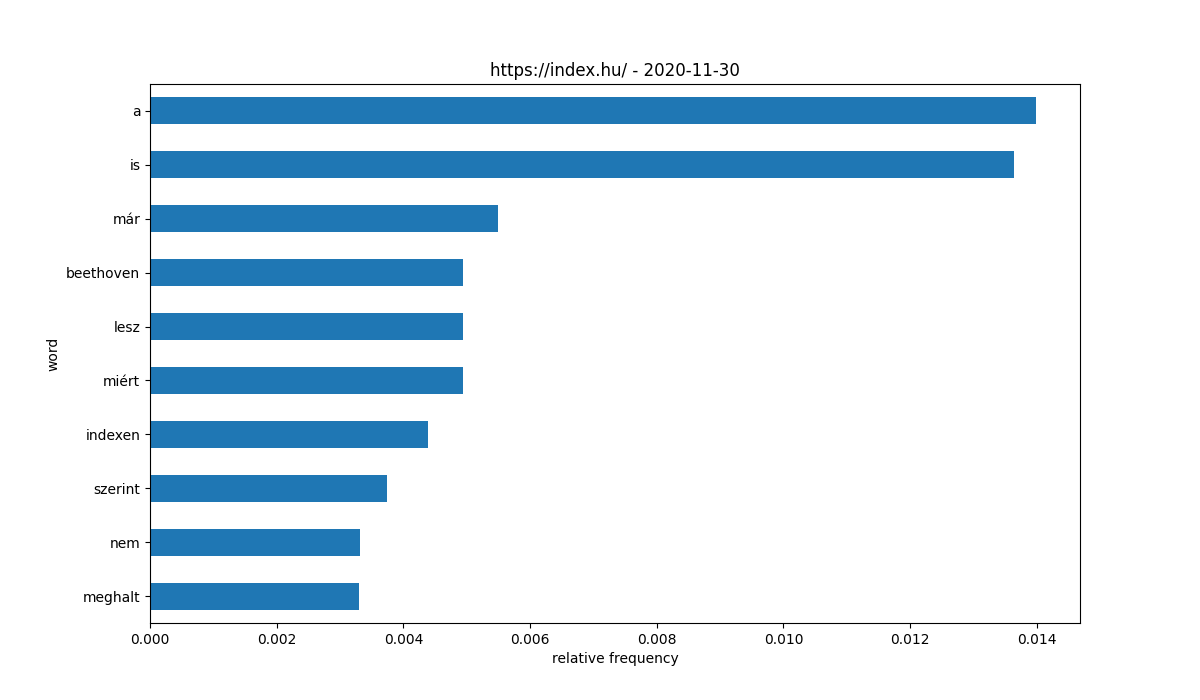 https://index.hu/ - 2020-11-30
a
is
már
beethoven
lesz
miért
indexen
szerint
nem
meghalt
word
0.000 0.002 0.004 0.006 0.008 0.010 0.012 0.014
relative frequency